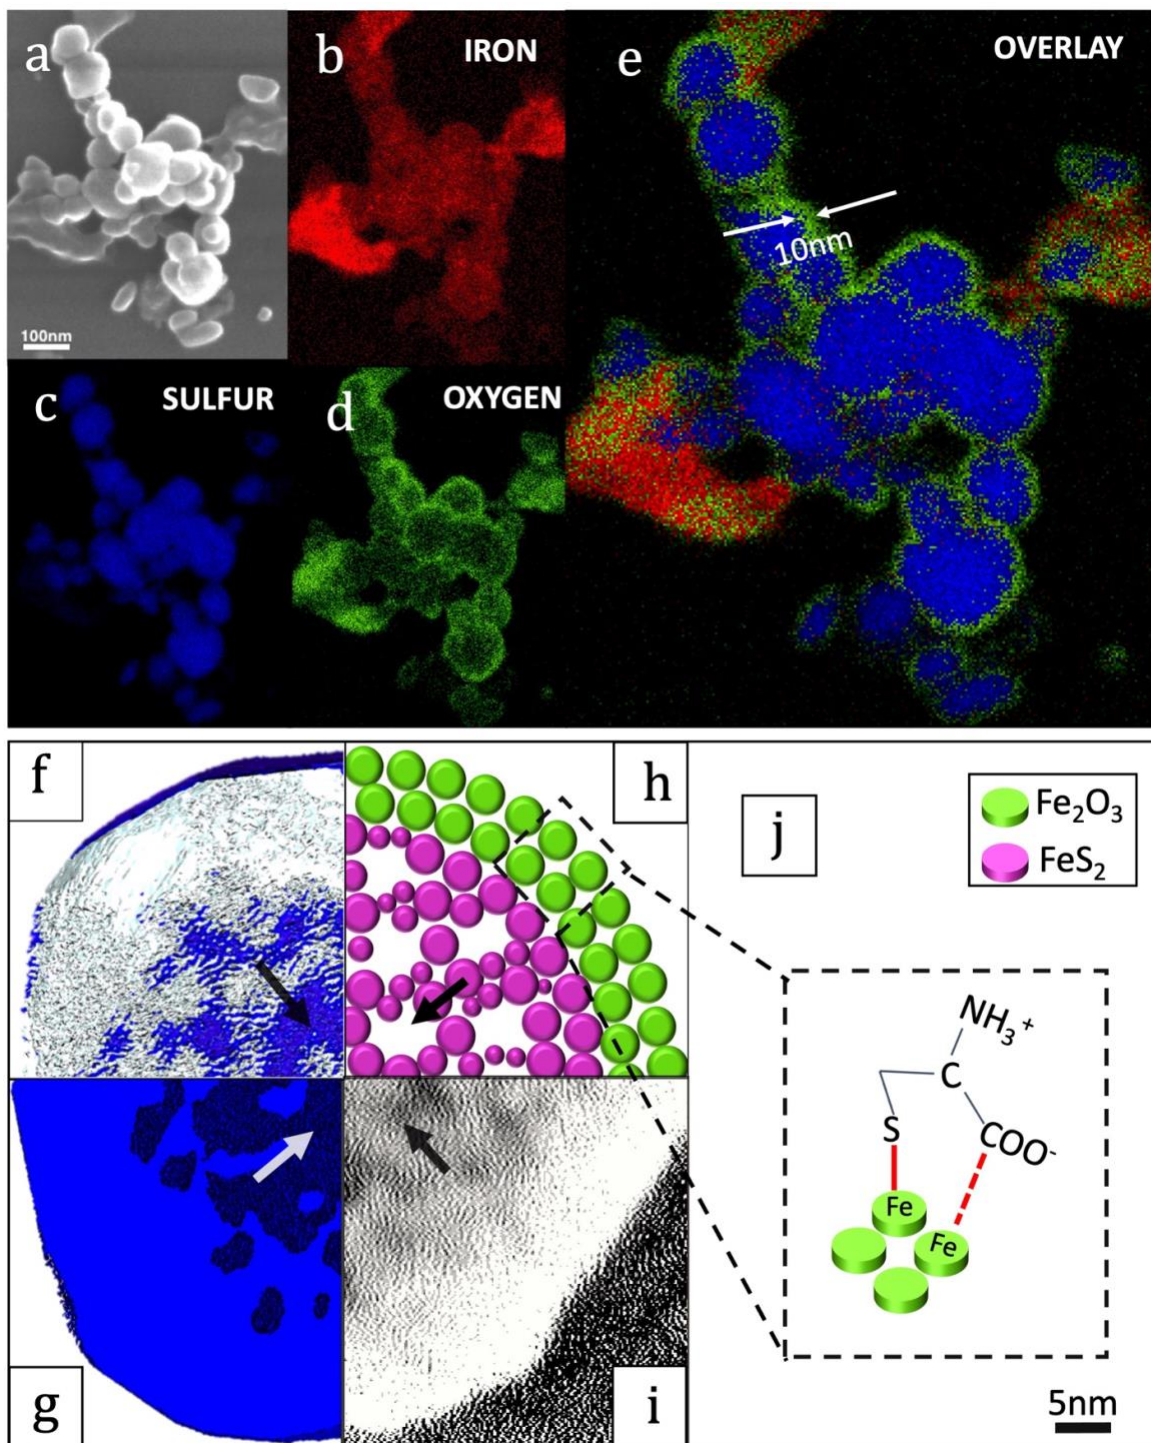 a
100nm
b
IRON
c
SULFUR
d
OXYGEN
e
OVERLAY
10nm
f
h
g
i
j
Fe₂O₃
FeS₂
NH₃⁺
C
S
COO⁻
Fe
Fe
5nm